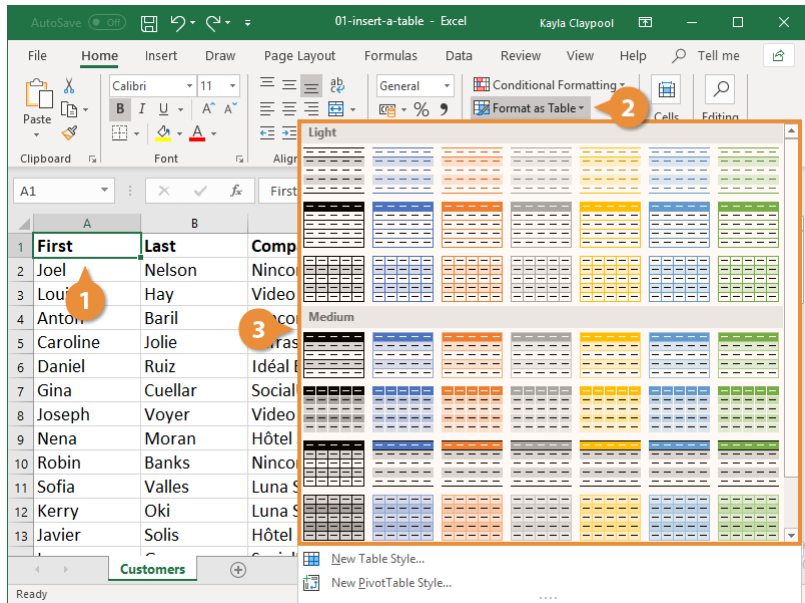 AutoSave Off 01-insert-a-table - Excel Kayla Claypool
File Home Insert Draw Page Layout Formulas Data Review View Help Tell me
Calibri 11 ab General Conditional Formatting
Paste B I U A A % , Format as Table 2 Cells Editing
A Light
Clipboard Font
A1 fx First
A B
1 First Last
2 Joel Nelson
3 1 Hay Video
4 Anton Baril
5 Caroline Jolie 3 Medium
6 Daniel Ruiz Idéal
7 Gina Cuellar
8 Joseph Voyer Video
9 Nena Moran Hôtel
10 Robin Banks
11 Sofia Valles Luna
12 Kerry Oki Luna
13 Javier Solis Hôtel
Customers New Table Style...
New PivotTable Style...
Ready